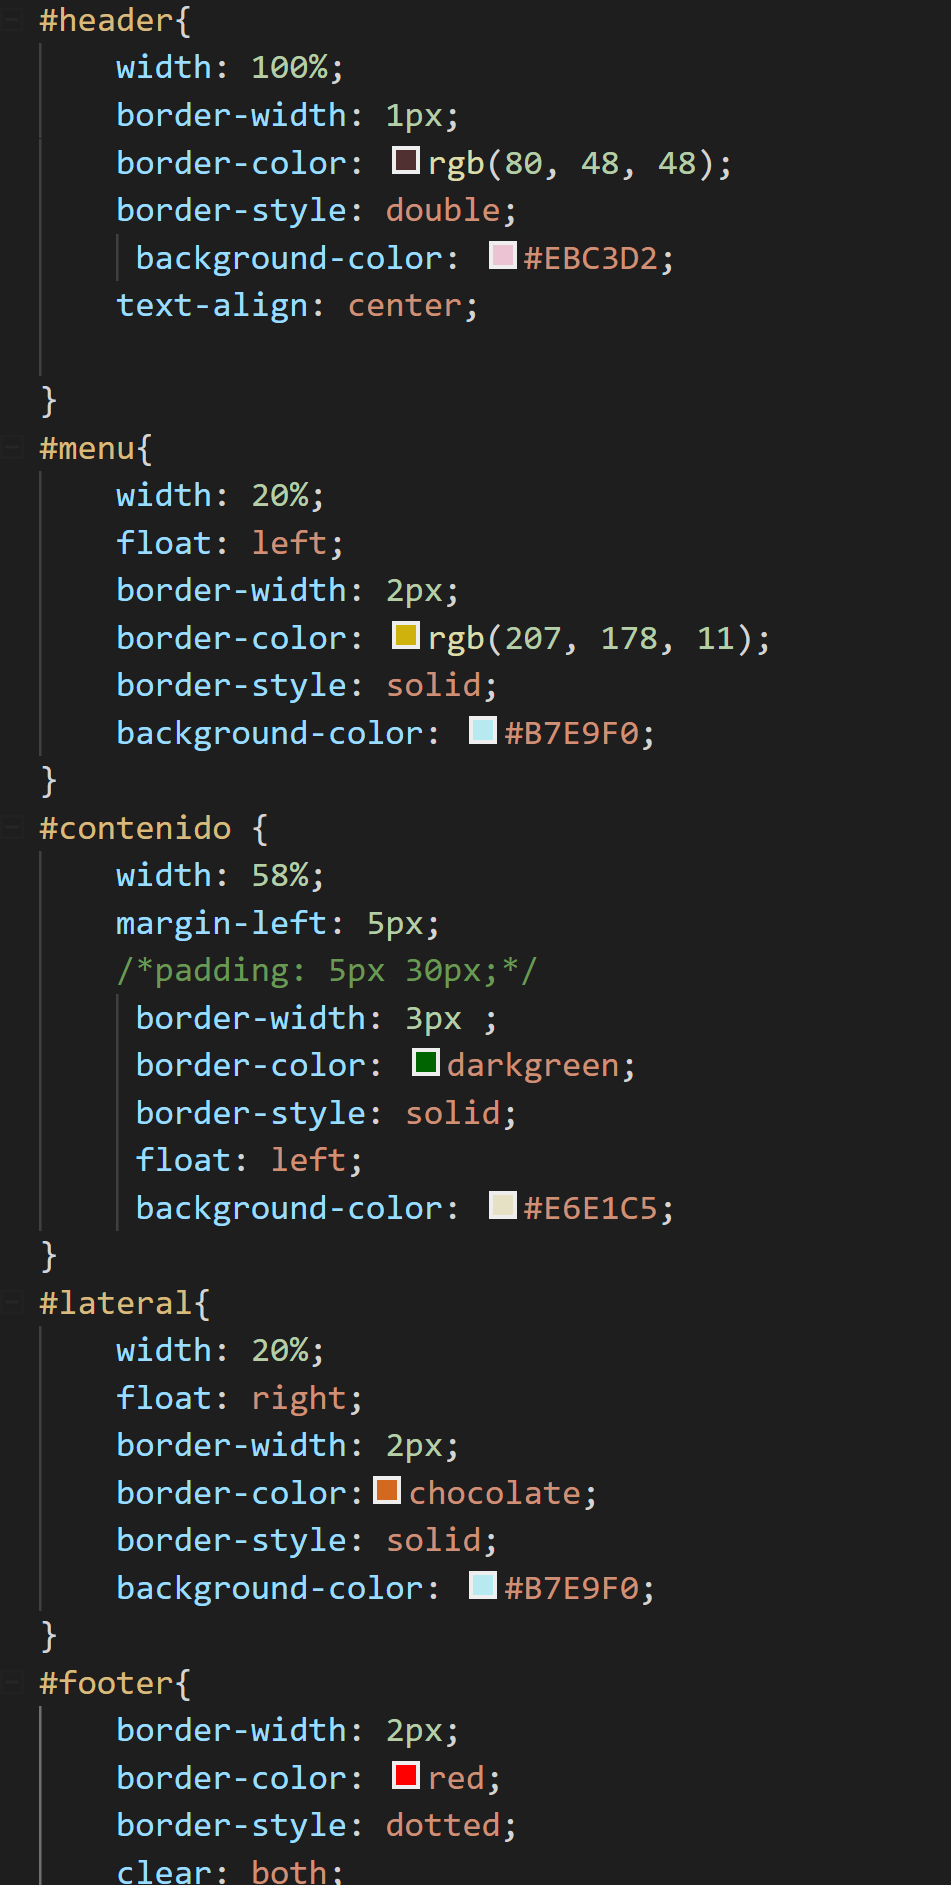 #header{
    width: 100%;
    border-width: 1px;
    border-color: rgb(80, 48, 48);
    border-style: double;
     background-color: #EBC3D2;
    text-align: center;

}
#menu{
    width: 20%;
    float: left;
    border-width: 2px;
    border-color: rgb(207, 178, 11);
    border-style: solid;
    background-color: #B7E9F0;
}
#contenido {
    width: 58%;
    margin-left: 5px;
    /*padding: 5px 30px;*/
     border-width: 3px ;
     border-color: darkgreen;
     border-style: solid;
     float: left;
     background-color: #E6E1C5;
}
#lateral{
    width: 20%;
    float: right;
    border-width: 2px;
    border-color:chocolate;
    border-style: solid;
    background-color: #B7E9F0;
}
#footer{
    border-width: 2px;
    border-color: red;
    border-style: dotted;
    clear: both;